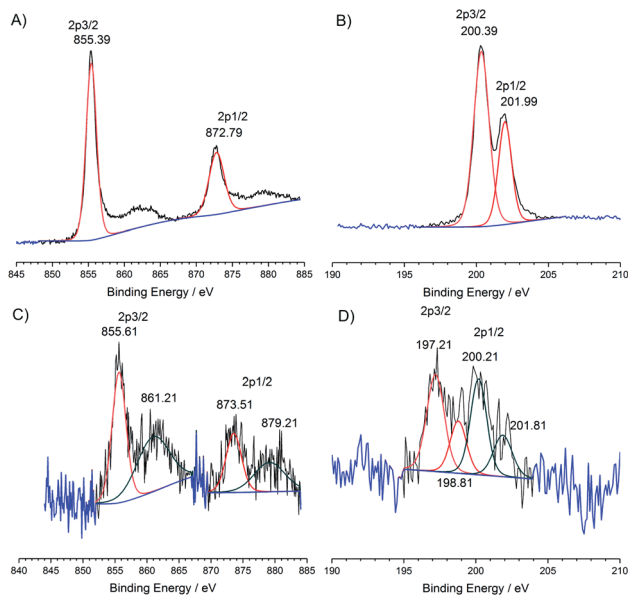 A)
2p3/2
855.39
2p1/2
872.79
845 850 855 860 865 870 875 880 885
Binding Energy / eV
B)
2p3/2
200.39
2p1/2
201.99
190 195 200 205 210
Binding Energy / eV
C)
2p3/2
855.61
861.21
2p1/2
873.51
879.21
840 845 850 855 860 865 870 875 880 885
Binding Energy / eV
D)
2p3/2
197.21
2p1/2
200.21
201.81
198.81
190 195 200 205 210
Binding Energy / eV